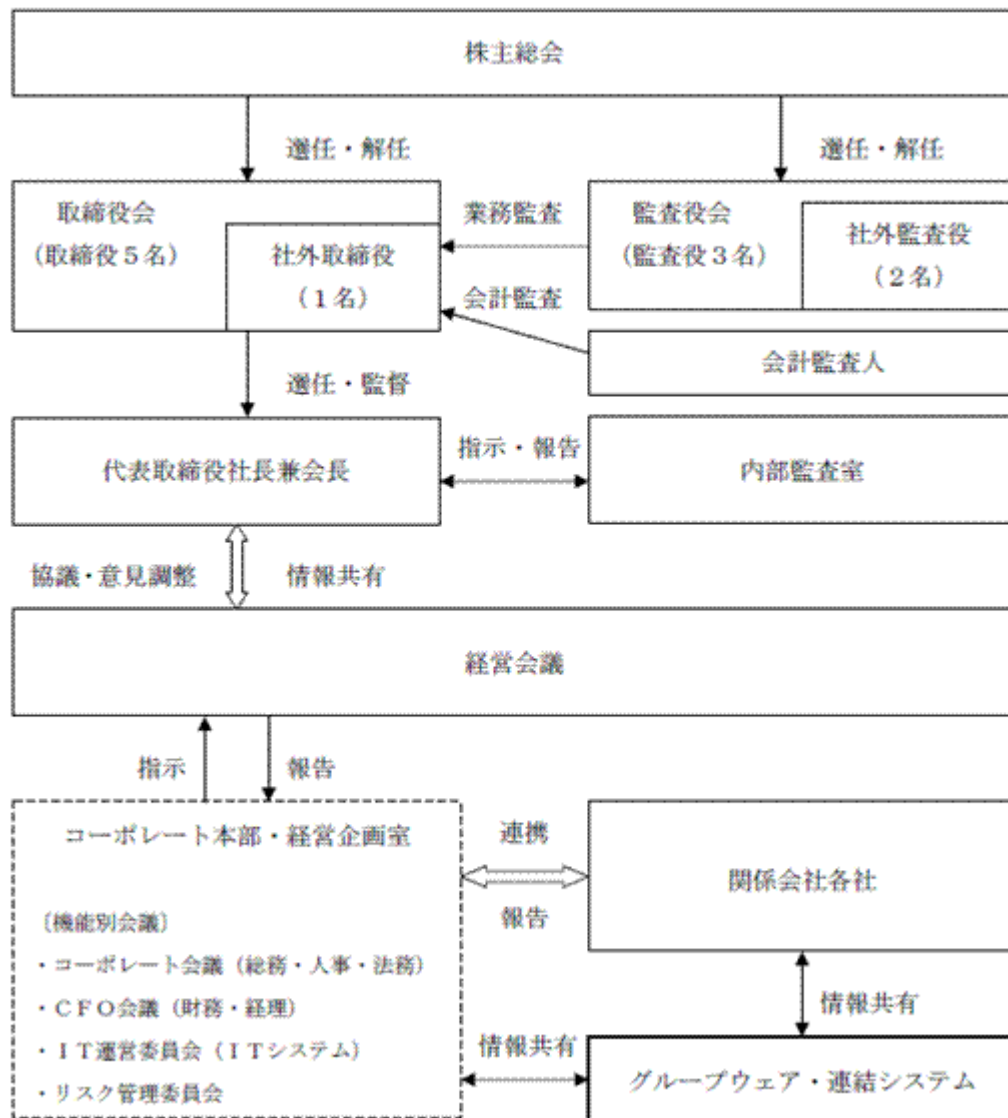 株主総会
選任・解任
選任・解任
取締役会
(取締役５名)
社外取締役
(１名)
業務監査
会計監査
監査役会
(監査役３名)
社外監査役
(２名)
会計監査人
選任・監督
代表取締役社長兼会長
指示・報告
内部監査室
協議・意見調整
情報共有
経営会議
指示
報告
コーポレート本部・経営企画室
〔機能別会議〕
・コーポレート会議（総務・人事・法務）
・ＣＦＯ会議（財務・経理）
・ＩＴ運営委員会（ＩＴシステム）
・リスク管理委員会
連携
報告
関係会社各社
情報共有
情報共有
グループウェア・連結システム